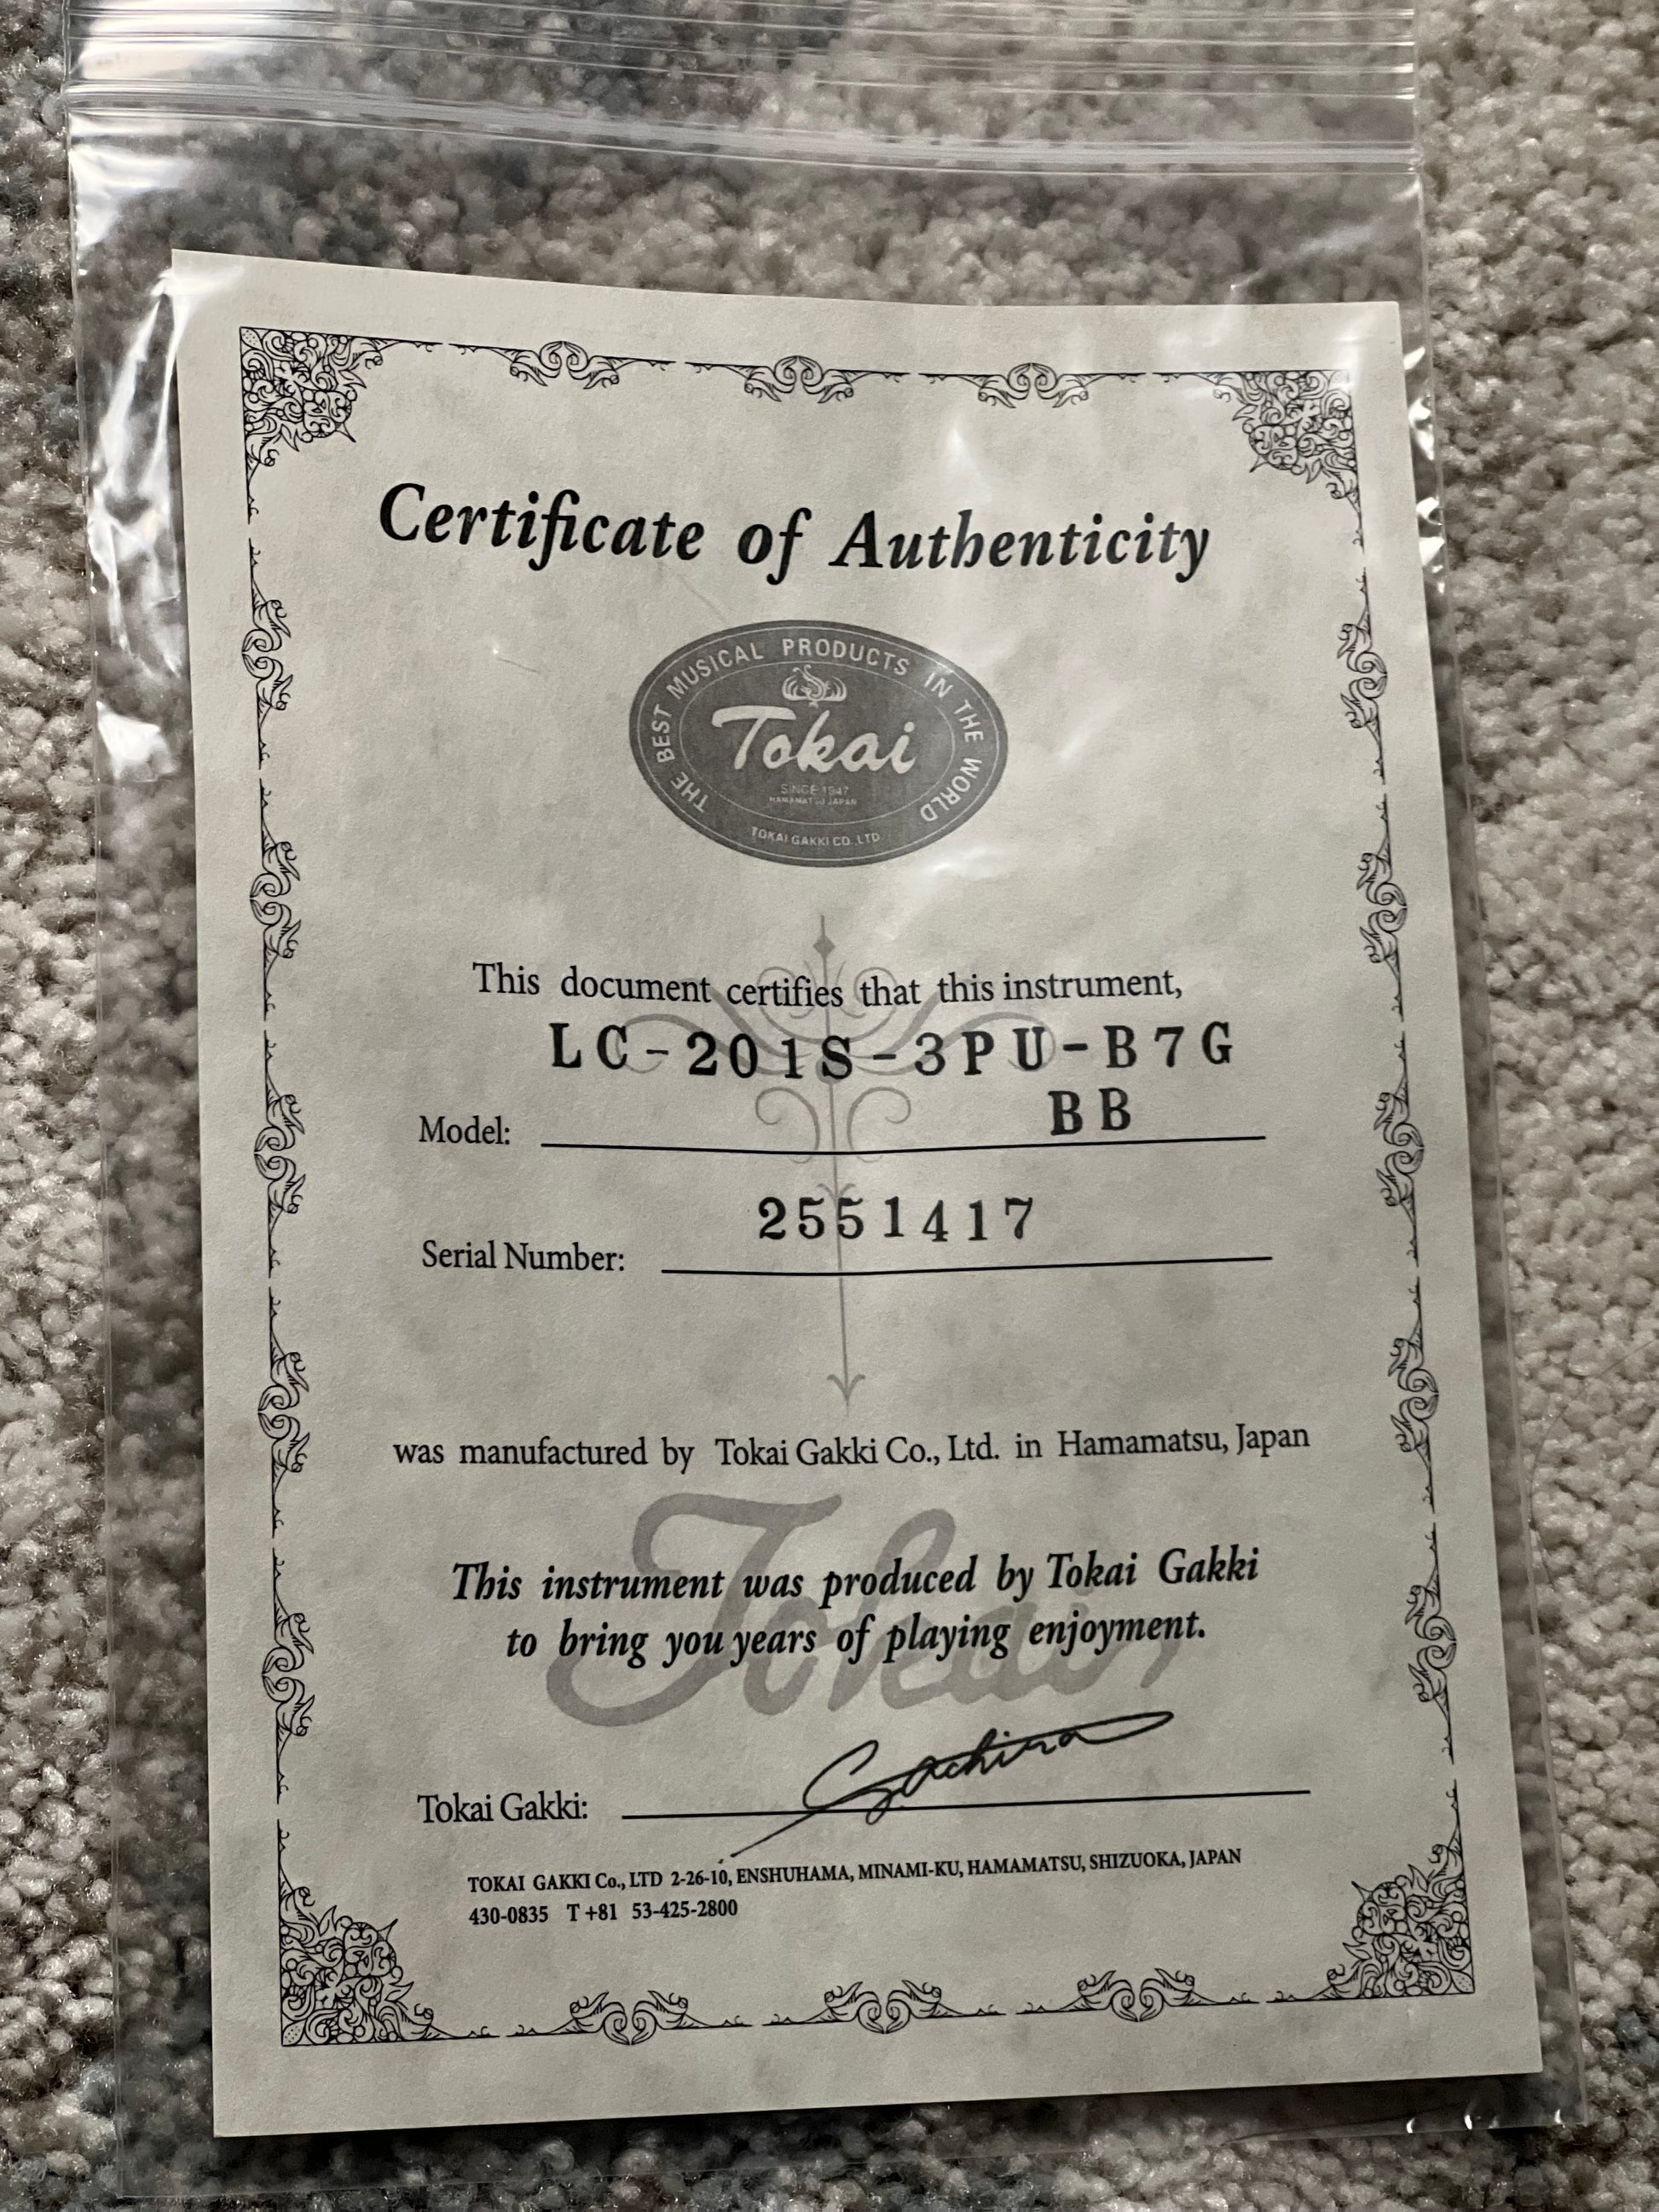 Certificate of Authenticity
THE BEST MUSICAL PRODUCTS IN THE WORLD
Tokai
SINCE 1947
HAMAMATSU JAPAN
TOKAI GAKKI CO.,LTD
This document certifies that this instrument,
LC-201S-3PU-B7G
BB
Model:
2551417
Serial Number:
was manufactured by Tokai Gakki Co., Ltd. in Hamamatsu, Japan
Tokai
This instrument was produced by Tokai Gakki
to bring you years of playing enjoyment.
Tokai Gakki:
TOKAI GAKKI Co., LTD 2-26-10, ENSHUHAMA, MINAMI-KU, HAMAMATSU, SHIZUOKA, JAPAN
430-0835 T +81 53-425-2800